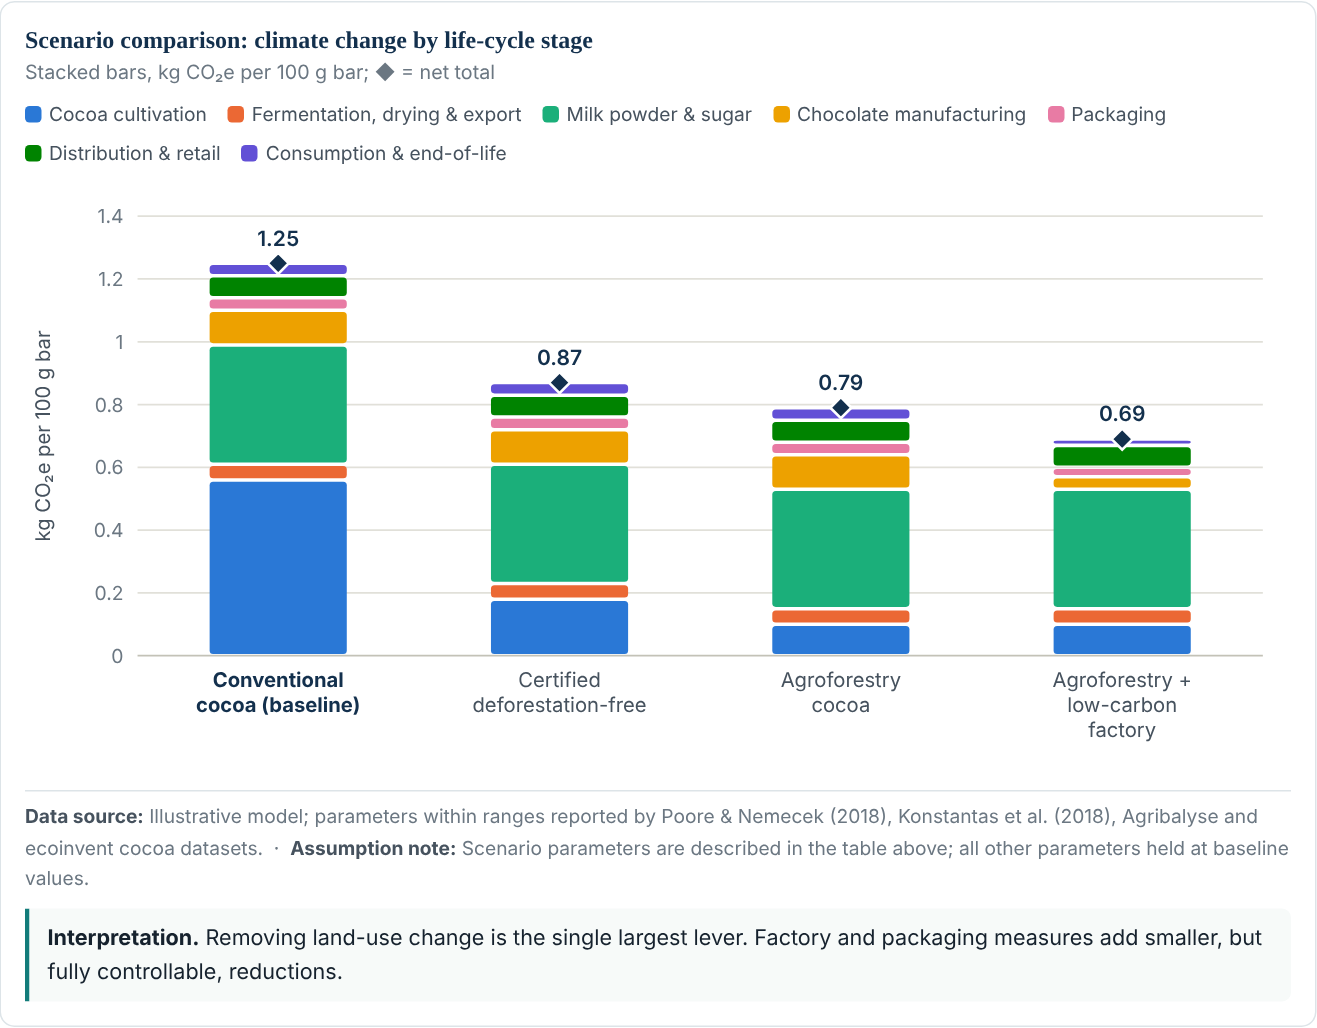 Scenario comparison: climate change by life-cycle stage
Stacked bars, kg CO₂e per 100 g bar; ◆ = net total
Cocoa cultivation Fermentation, drying & export Milk powder & sugar Chocolate manufacturing Packaging
Distribution & retail Consumption & end-of-life
kg CO₂e per 100 g bar
1.4
1.2
1
0.8
0.6
0.4
0.2
0
1.25
0.87
0.79
0.69
Conventional
cocoa (baseline)
Certified
deforestation-free
Agroforestry
cocoa
Agroforestry +
low-carbon
factory
Data source: Illustrative model; parameters within ranges reported by Poore & Nemecek (2018), Konstantas et al. (2018), Agribalyse and
ecoinvent cocoa datasets. · Assumption note: Scenario parameters are described in the table above; all other parameters held at baseline
values.
Interpretation. Removing land-use change is the single largest lever. Factory and packaging measures add smaller, but
fully controllable, reductions.